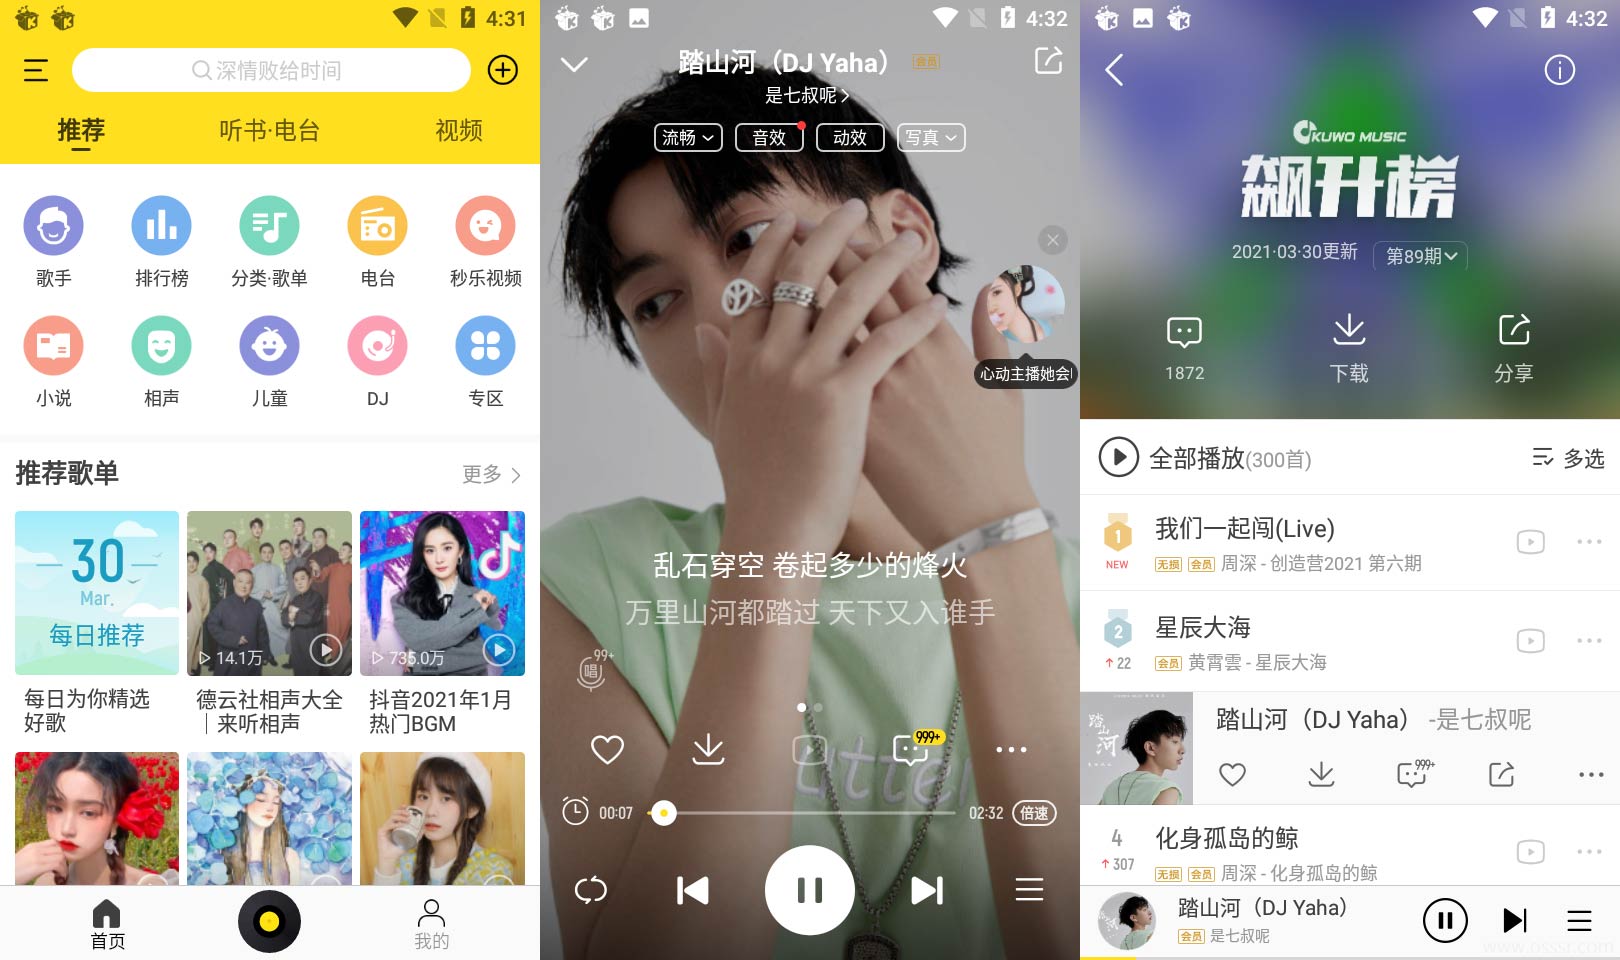 4:31
深情败给时间
推荐
听书·电台
视频
歌手
排行榜
分类·歌单
电台
秒乐视频
小说
相声
儿童
DJ
专区
推荐歌单
更多
30
Mar.
每日推荐
14.1万
735.0万
每日为你精选
好歌
德云社相声大全
｜来听相声
抖音2021年1月
热门BGM
首页
我的
4:32
踏山河（DJ Yaha）
会员
是七叔呢
流畅
音效
动效
写真
心动主播她会
乱石穿空 卷起多少的烽火
万里山河都踏过 天下又入谁手
99+
唱
999+
utter
00:07
02:32
倍速
4:32
KUWO MUSIC
飙升榜
2021·03·30更新
第89期
1872
下载
分享
全部播放(300首)
多选
1
我们一起闯(Live)
NEW
无损 会员 周深 - 创造营2021 第六期
2
星辰大海
22
会员 黄霄雲 - 星辰大海
踏山河
踏山河（DJ Yaha） -是七叔呢
999+
4
化身孤岛的鲸
307
无损 会员 周深 - 化身孤岛的鲸
踏山河（DJ Yaha）
会员 是七叔呢
www.osssr.com